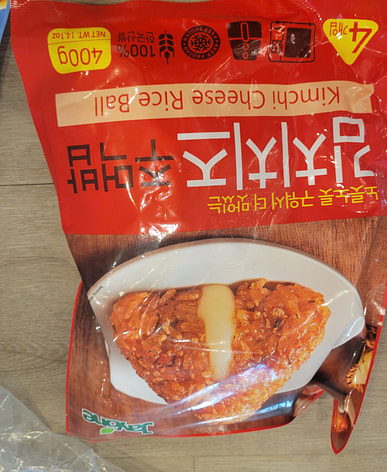 Jayone
노릇노릇 구워서 더 맛있는
김치치즈
주먹밥
Kimchi Cheese Rice Ball
4개입
100%
한국산쌀
400g
NET WT. 14.1oz